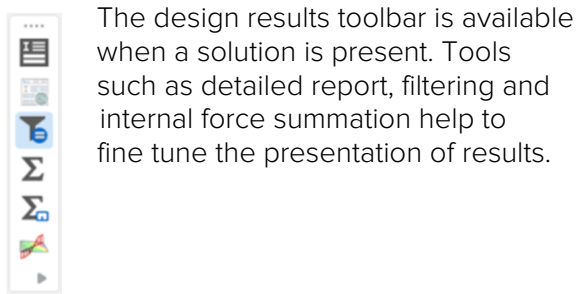 The design results toolbar is available
when a solution is present. Tools
such as detailed report, filtering and
internal force summation help to
fine tune the presentation of results.